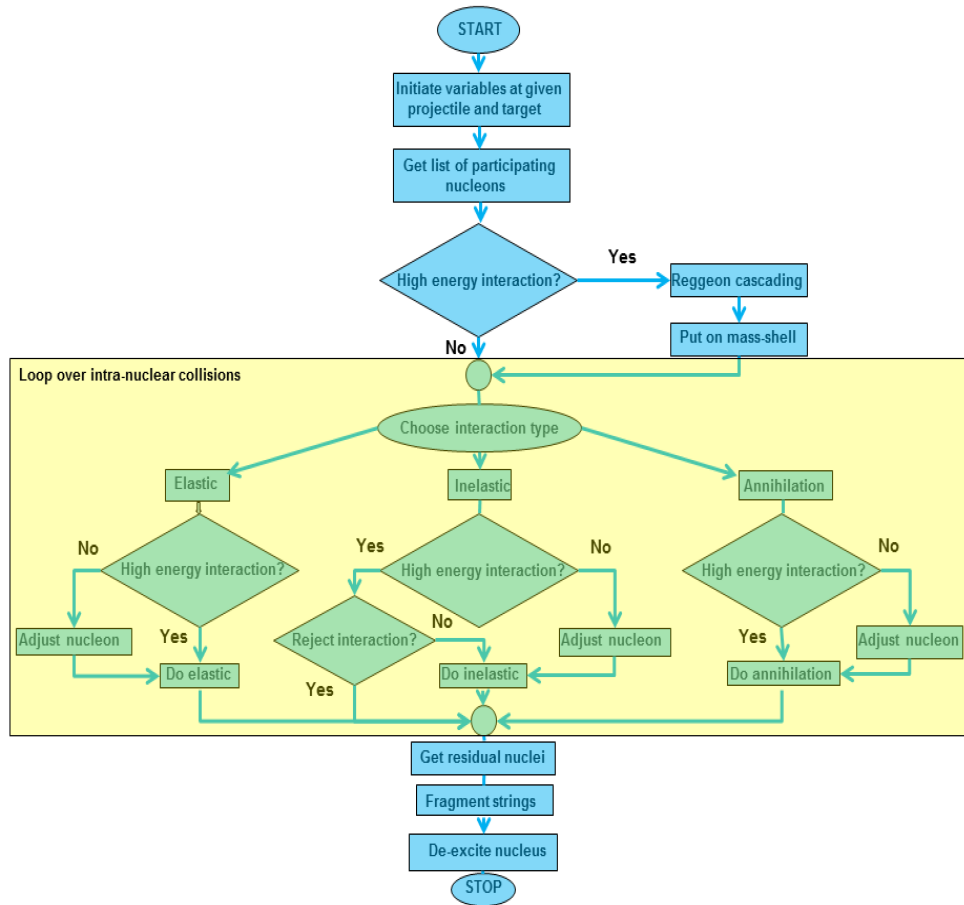 START
Initiate variables at given
projectile and target
Get list of participating
nucleons
High energy interaction?
Yes
Reggeon cascading
Put on mass-shell
No
Loop over intra-nuclear collisions
Choose interaction type
Elastic
Inelastic
Annihilation
No
High energy interaction?
Yes
High energy interaction?
No
High energy interaction?
No
Adjust nucleon
Yes
Reject interaction?
No
Adjust nucleon
Yes
Adjust nucleon
Do elastic
Yes
Do inelastic
Do annihilation
Get residual nuclei
Fragment strings
De-excite nucleus
STOP